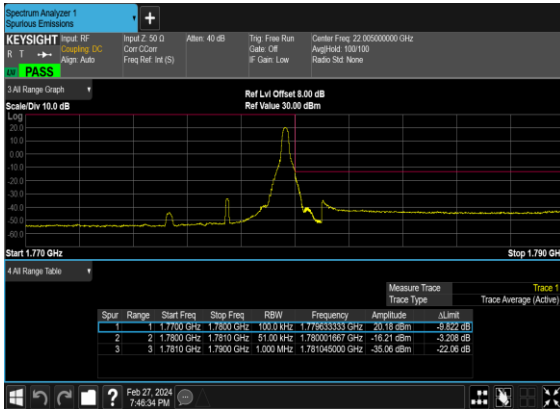 Spectrum Analyzer 1
Spurious Emissions
+
KEYSIGHT
R T
LXI PASS
Input: RF
Coupling: DC
Align: Auto
Input Z: 50 Ω
Corr CCorr
Freq Ref: Int (S)
Atten: 40 dB
Trig: Free Run
Gate: Off
IF Gain: Low
Center Freq: 22.005000000 GHz
Avg|Hold: 100/100
Radio Std: None
3 All Range Graph
Scale/Div 10.0 dB
Ref Lvl Offset 8.00 dB
Ref Value 30.00 dBm
Log
20.0
10.0
0.00
-10.0
-20.0
-30.0
-40.0
-50.0
-60.0
Start 1.770 GHz
Stop 1.790 GH
4 All Range Table
Measure Trace Trace 1
Trace Type Trace Average (Active)
Spur Range Start Freq Stop Freq RBW Frequency Amplitude ΔLimit
1 1 1.7700 GHz 1.7800 GHz 100.0 kHz 1.779633333 GHz 20.18 dBm -9.822 dB
2 2 1.7800 GHz 1.7810 GHz 51.00 kHz 1.780001667 GHz -16.21 dBm -3.208 dB
3 3 1.7810 GHz 1.7900 GHz 1.000 MHz 1.781045000 GHz -35.06 dBm -22.06 dB
?
Feb 27, 2024
7:46:34 PM